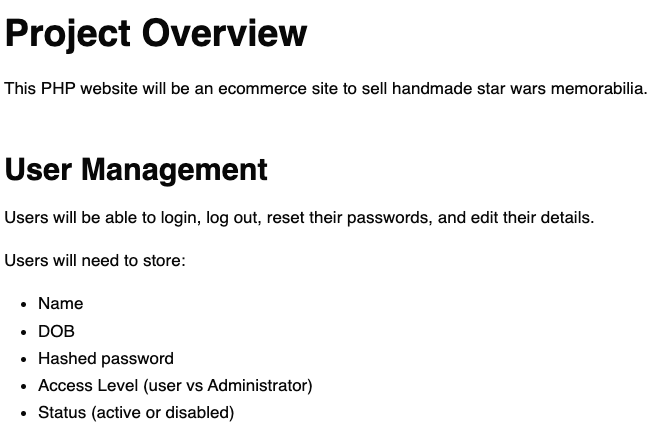 Project Overview
This PHP website will be an ecommerce site to sell handmade star wars memorabilia.
User Management
Users will be able to login, log out, reset their passwords, and edit their details.
Users will need to store:
• Name
• DOB
• Hashed password
• Access Level (user vs Administrator)
• Status (active or disabled)